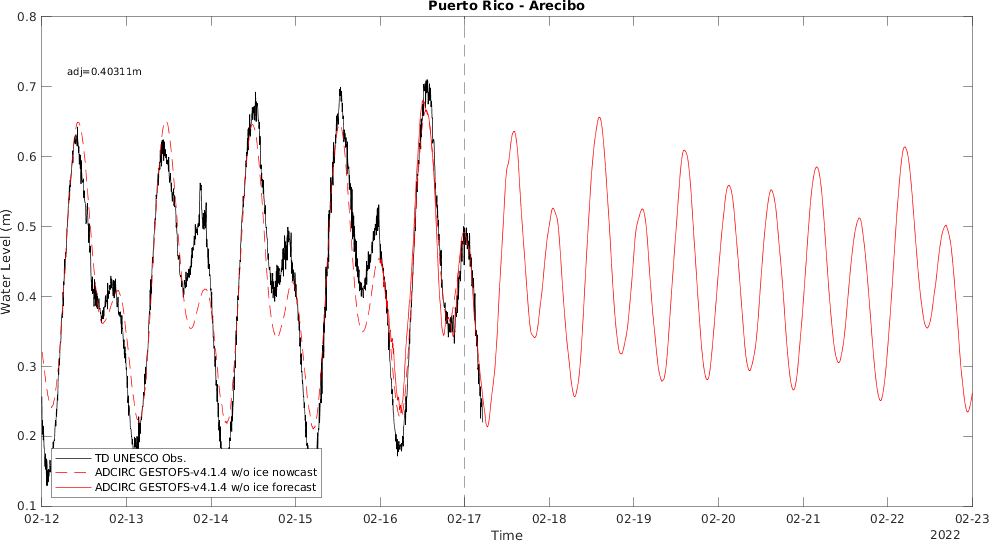 Puerto Rico - Arecibo
0.8
0.7
0.6
0.5
0.4
0.3
0.2
0.1
Water Level (m)
adj=0.40311m
TD UNESCO Obs.
ADCIRC GESTOFS-v4.1.4 w/o ice nowcast
ADCIRC GESTOFS-v4.1.4 w/o ice forecast
02-12 02-13 02-14 02-15 02-16 02-17 02-18 02-19 02-20 02-21 02-22 02-23
Time
2022